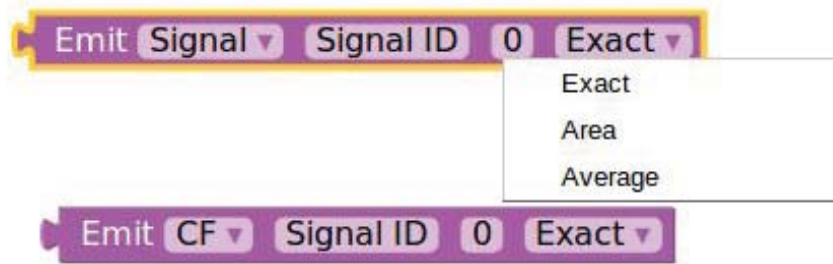 Emit Signal Signal ID 0 Exact
Exact
Area
Average
Emit CF Signal ID 0 Exact